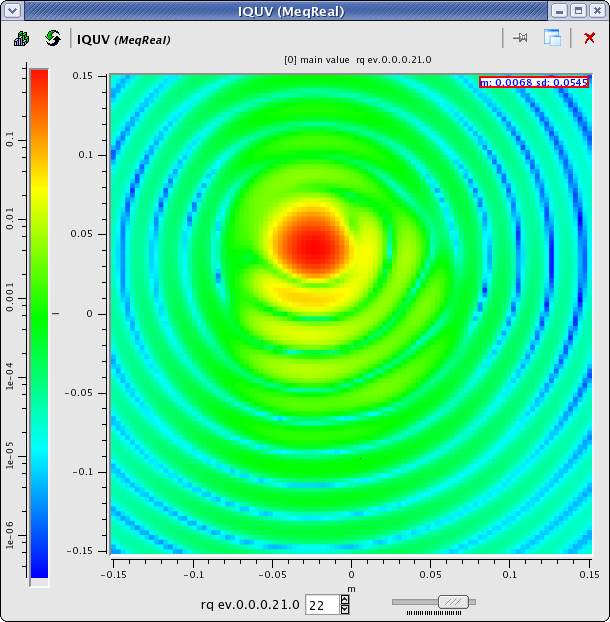 IQUV (MeqReal)
IQUV (MeqReal)
[0] main value rq ev.0.0.0.21.0
m: 0.0068 sd: 0.0545
0.1
0.01
0.001
1e-04
1e-05
1e-06
0.15
0.1
0.05
0
-0.05
-0.1
-0.15
-0.15
-0.1
-0.05
0
0.05
0.1
0.15
m
rq ev.0.0.0.21.0 22